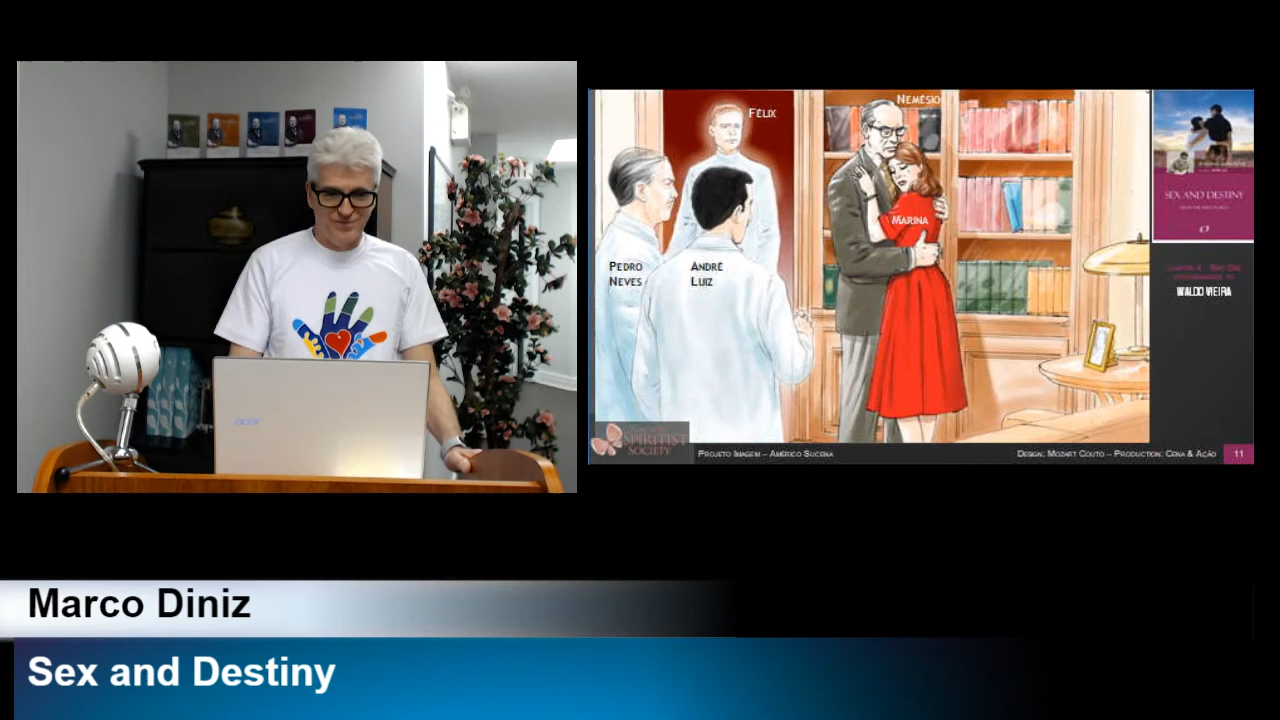 acer
FÉLIX
NEMÉSIO
MARINA
PEDRO
NEVES
ANDRÉ
LUIZ
SEX AND DESTINY
WALDO VIEIRA
SPIRITIST
SOCIETY
PROJETO IMAGEM – AMÉRICO SUCENA
DESIGN: MOZART COUTO – PRODUCTION: CENA & AÇÃO
11
Marco Diniz
Sex and Destiny